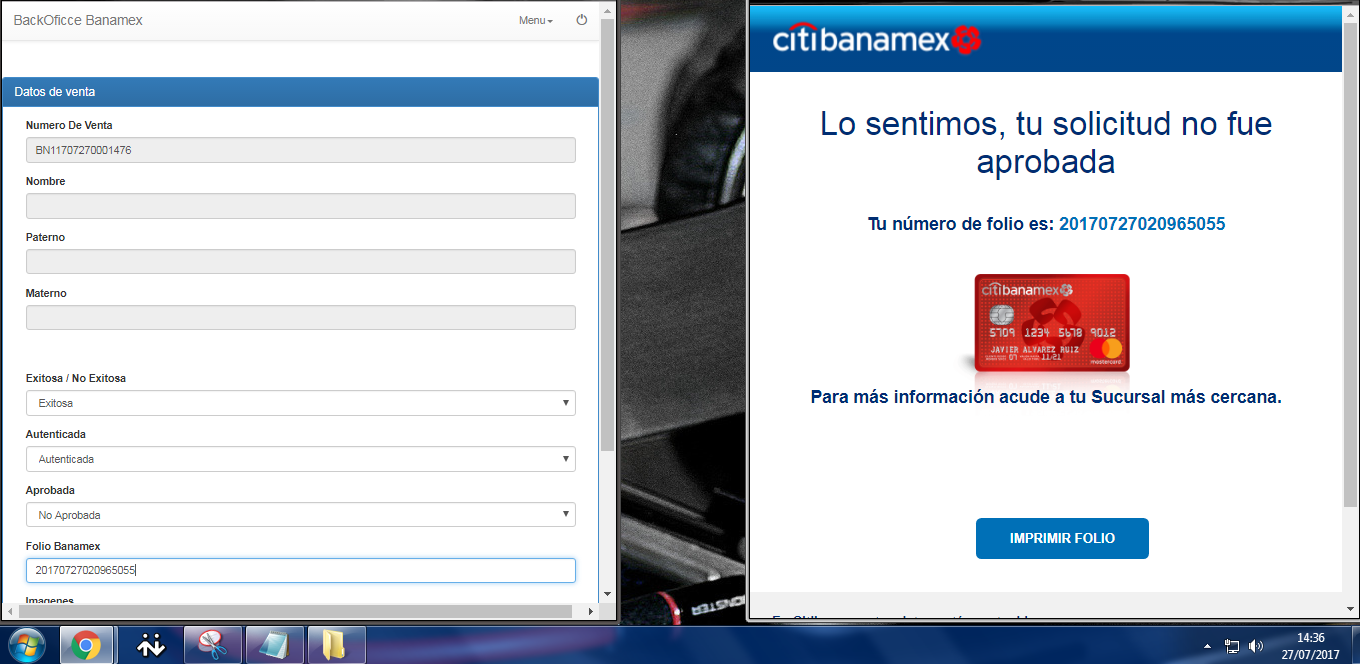 BackOficce Banamex
Menu
Datos de venta
Numero De Venta
BN11707270001476
Nombre
Paterno
Materno
Exitosa / No Exitosa
Exitosa
Autenticada
Autenticada
Aprobada
No Aprobada
Folio Banamex
20170727020965055
Imagenes
MONSTER
citibanamex
Lo sentimos, tu solicitud no fue
aprobada
Tu número de folio es: 20170727020965055
citibanamex
5709 1234 5678 9012
JAVIER ALVAREZ RUIZ
07 11/21
mastercard
Para más información acude a tu Sucursal más cercana.
IMPRIMIR FOLIO
14:36
27/07/2017